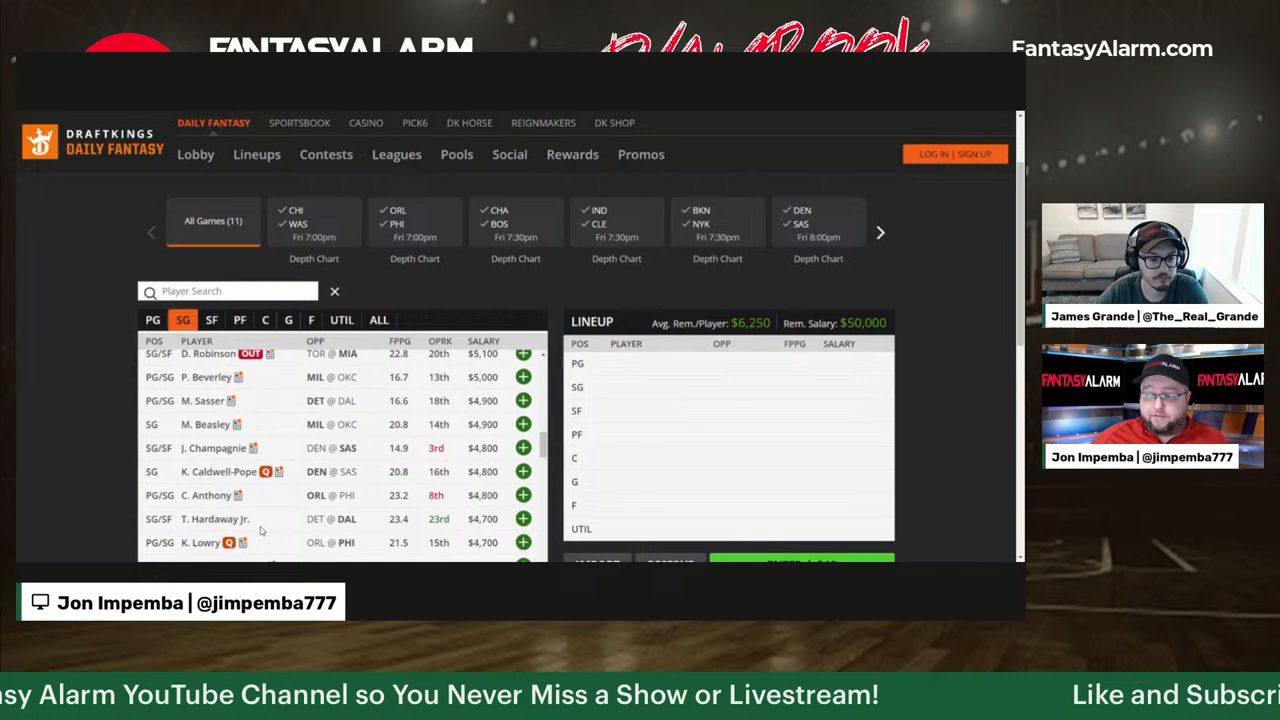 FANTASYALARM
PLAYBOOK
FantasyAlarm.com
DRAFTKINGS
DAILY FANTASY
DAILY FANTASY SPORTSBOOK CASINO PICK6 DK HORSE REIGNMAKERS DK SHOP
Lobby Lineups Contests Leagues Pools Social Rewards Promos
LOG IN | SIGN UP
All Games (11)
CHI
WAS
Fri 7:00pm
Depth Chart
ORL
PHI
Fri 7:00pm
Depth Chart
CHA
BOS
Fri 7:30pm
Depth Chart
IND
CLE
Fri 7:30pm
Depth Chart
BKN
NYK
Fri 7:30pm
Depth Chart
DEN
SAS
Fri 8:00pm
Depth Chart
Player Search
PG SG SF PF C G F UTIL ALL
POS PLAYER OPP FPPG OPRK SALARY
SG/SF D. Robinson OUT TOR @ MIA 22.8 20th $5,100
PG/SG P. Beverley MIL @ OKC 16.7 13th $5,000
PG/SG M. Sasser DET @ DAL 16.6 18th $4,900
SG M. Beasley MIL @ OKC 20.8 14th $4,900
SG/SF J. Champagnie DEN @ SAS 14.9 3rd $4,800
SG K. Caldwell-Pope Q DEN @ SAS 20.8 16th $4,800
PG/SG C. Anthony ORL @ PHI 23.2 8th $4,800
SG/SF T. Hardaway Jr. DET @ DAL 23.4 23rd $4,700
PG/SG K. Lowry Q ORL @ PHI 21.5 15th $4,700
LINEUP Avg. Rem./Player: $6,250 Rem. Salary: $50,000
POS PLAYER OPP FPPG SALARY
PG
SG
SF
PF
C
G
F
UTIL
FANTASYALARM
James Grande | @The_Real_Grande
Jon Impemba | @jimpemba777
Jon Impemba | @jimpemba777
asy Alarm YouTube Channel so You Never Miss a Show or Livestream! Like and Subscri